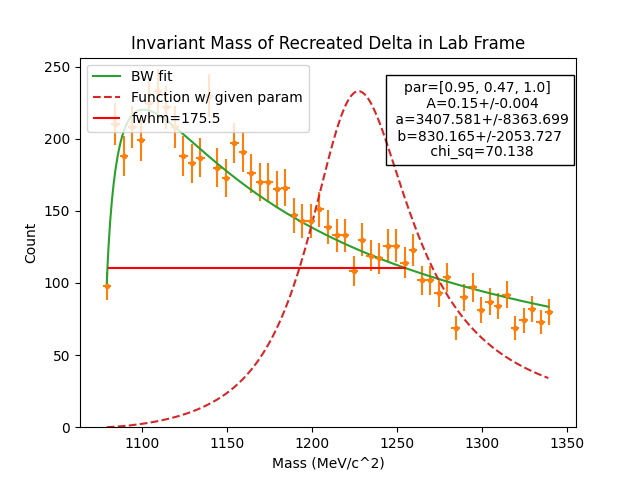 Invariant Mass of Recreated Delta in Lab Frame
BW fit
Function w/ given param
fwhm=175.5
par=[0.95, 0.47, 1.0]
A=0.15+/-0.004
a=3407.581+/-8363.699
b=830.165+/-2053.727
chi_sq=70.138
Count
250
200
150
100
50
0
1100 1150 1200 1250 1300 1350
Mass (MeV/c^2)